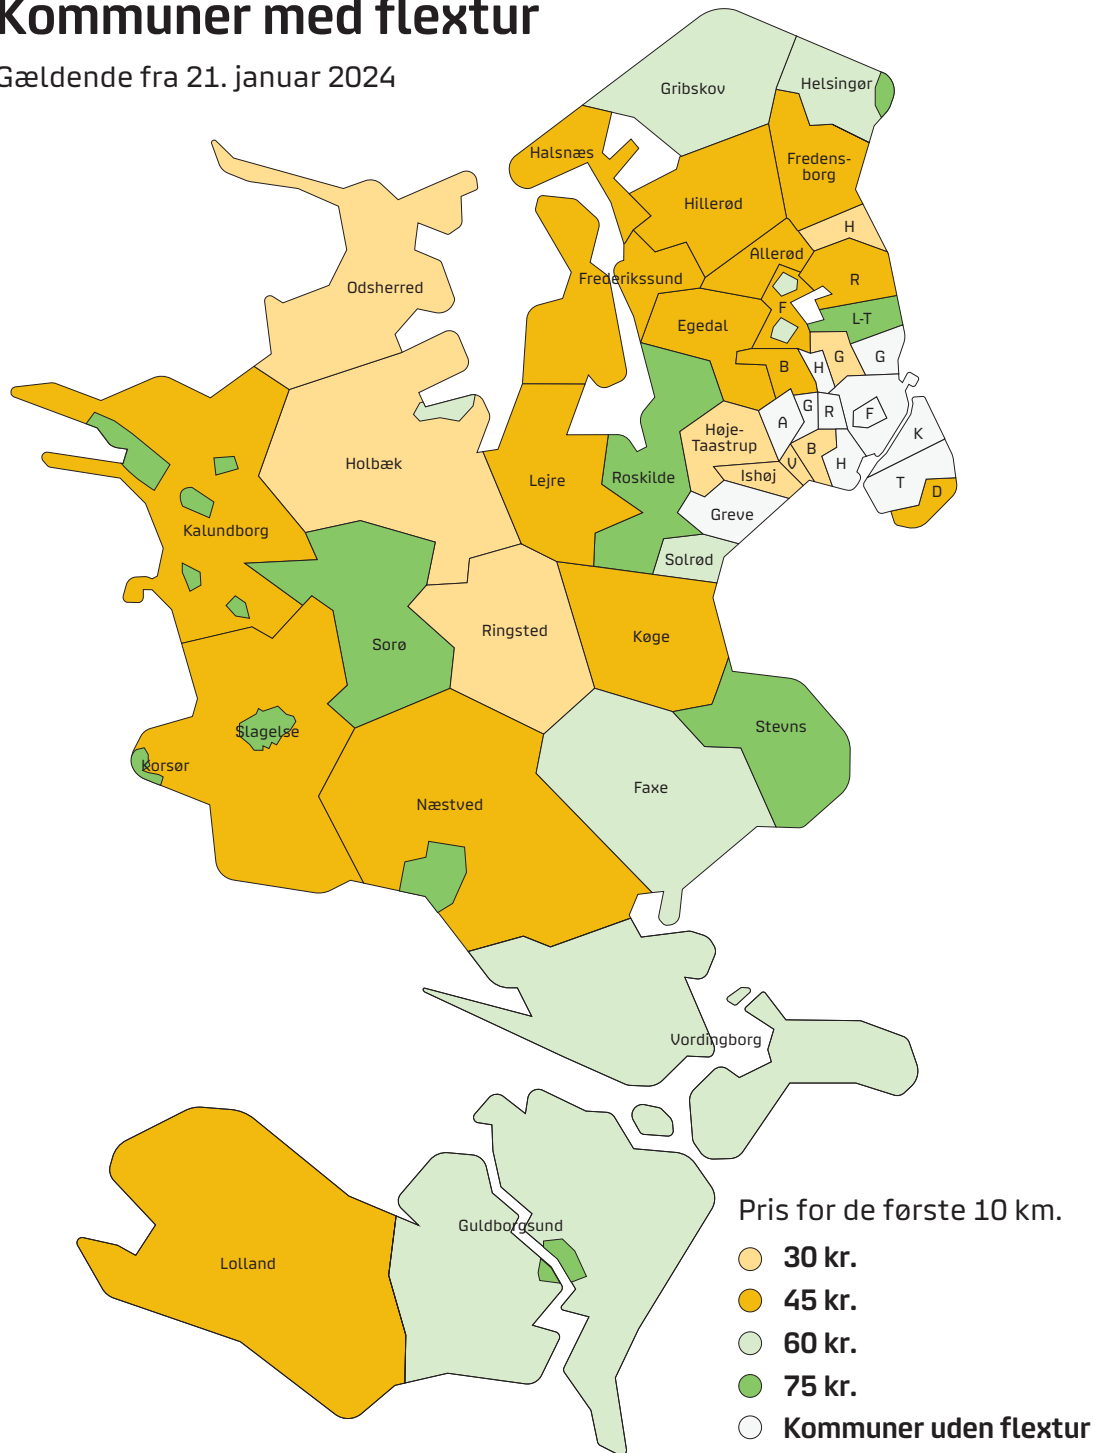 Kommuner med flextur
Gældende fra 21. januar 2024
Gribskov
Helsingør
Halsnæs
Fredens-
borg
Hillerød
H
Allerød
Frederikssund
R
Odsherred
F
L-T
Egedal
H
G
G
B
G
R
F
A
K
Høje-
Taastrup
B
V
H
Holbæk
Lejre
Roskilde
Ishøj
T
D
Greve
Kalundborg
Solrød
Sorø
Ringsted
Køge
Slagelse
Stevns
Korsør
Faxe
Næstved
Vordingborg
Guldborgsund
Lolland
Pris for de første 10 km.
30 kr.
45 kr.
60 kr.
75 kr.
Kommuner uden flextur